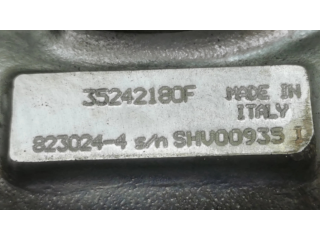 35242180F MADE IN
ITALY
823024-4 s/n SHV00935 I